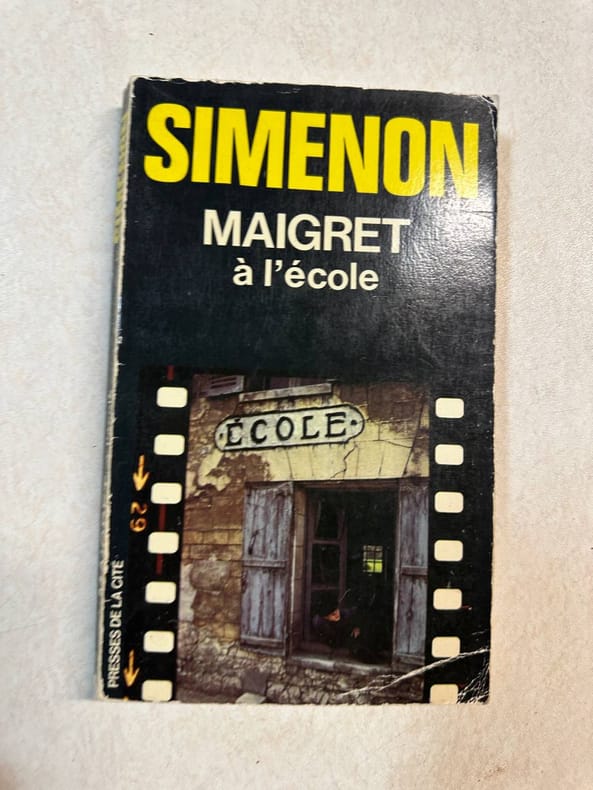 SIMENON
MAIGRET
à l'école
ÉCOLE
29
PRESSES DE LA CITÉ